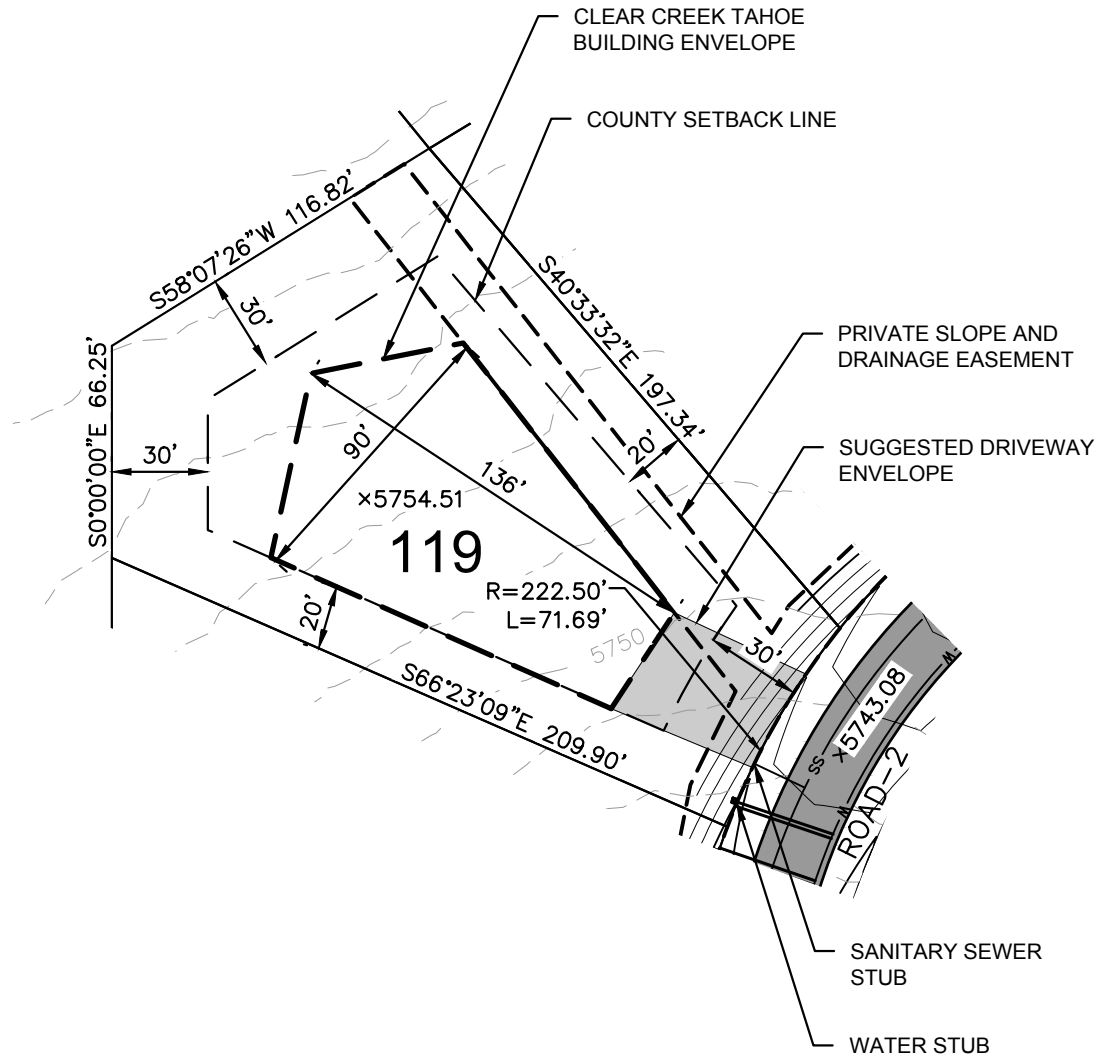 CLEAR CREEK TAHOE
BUILDING ENVELOPE
COUNTY SETBACK LINE
S58°07'26"W 116.82'
30'
S40°33'32"E 197.34'
PRIVATE SLOPE AND
DRAINAGE EASEMENT
S0°00'00"E 66.25'
30'
90'
136'
20'
SUGGESTED DRIVEWAY
ENVELOPE
×5754.51
119
R=222.50'
L=71.69'
20'
5750
30'
S66°23'09"E 209.90'
×5743.08
SS
W
W
ROAD-2
SANITARY SEWER
STUB
WATER STUB